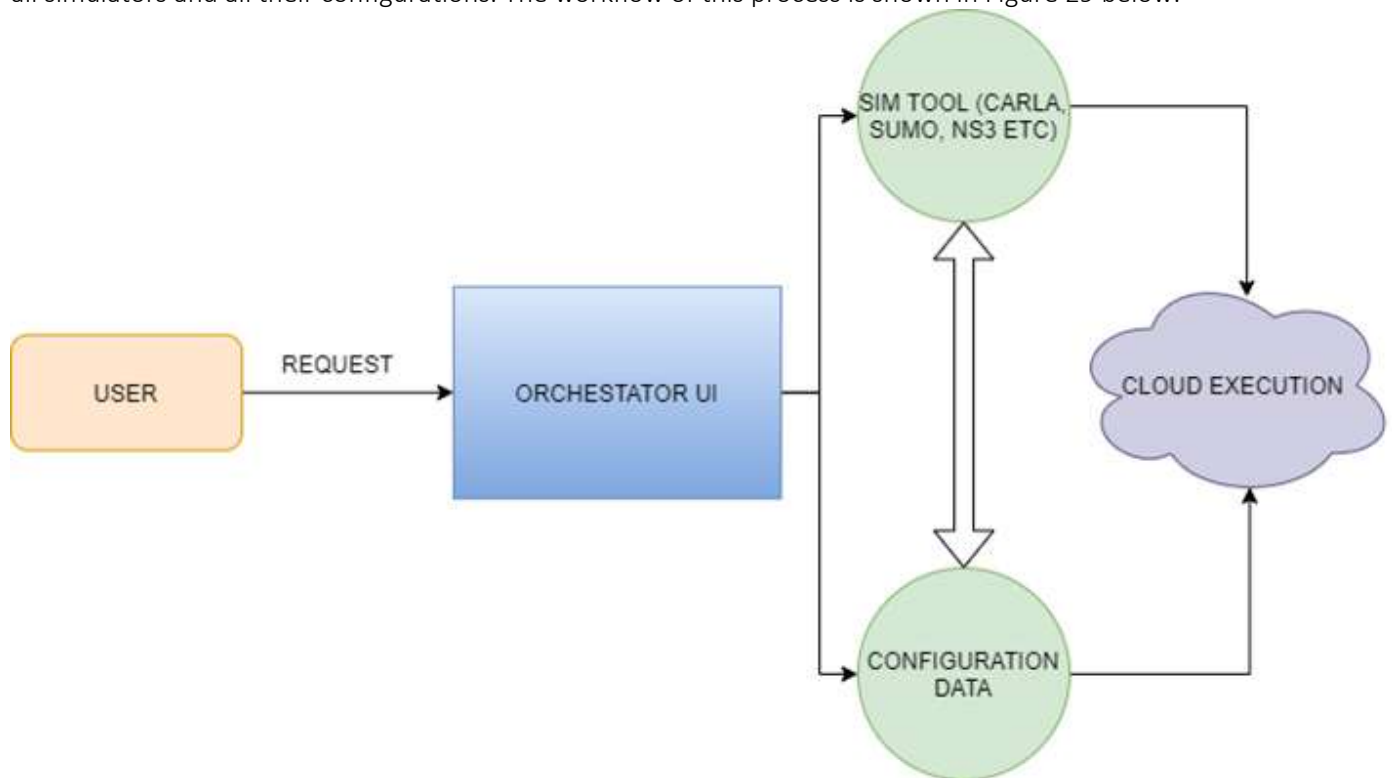 all simulators and all their configurations. The workflow of this process is shown in Figure 29 below.
SIM TOOL (CARLA,
SUMO, NS3 ETC)
REQUEST
USER
ORCHESTATOR UI
CLOUD EXECUTION
CONFIGURATION
DATA